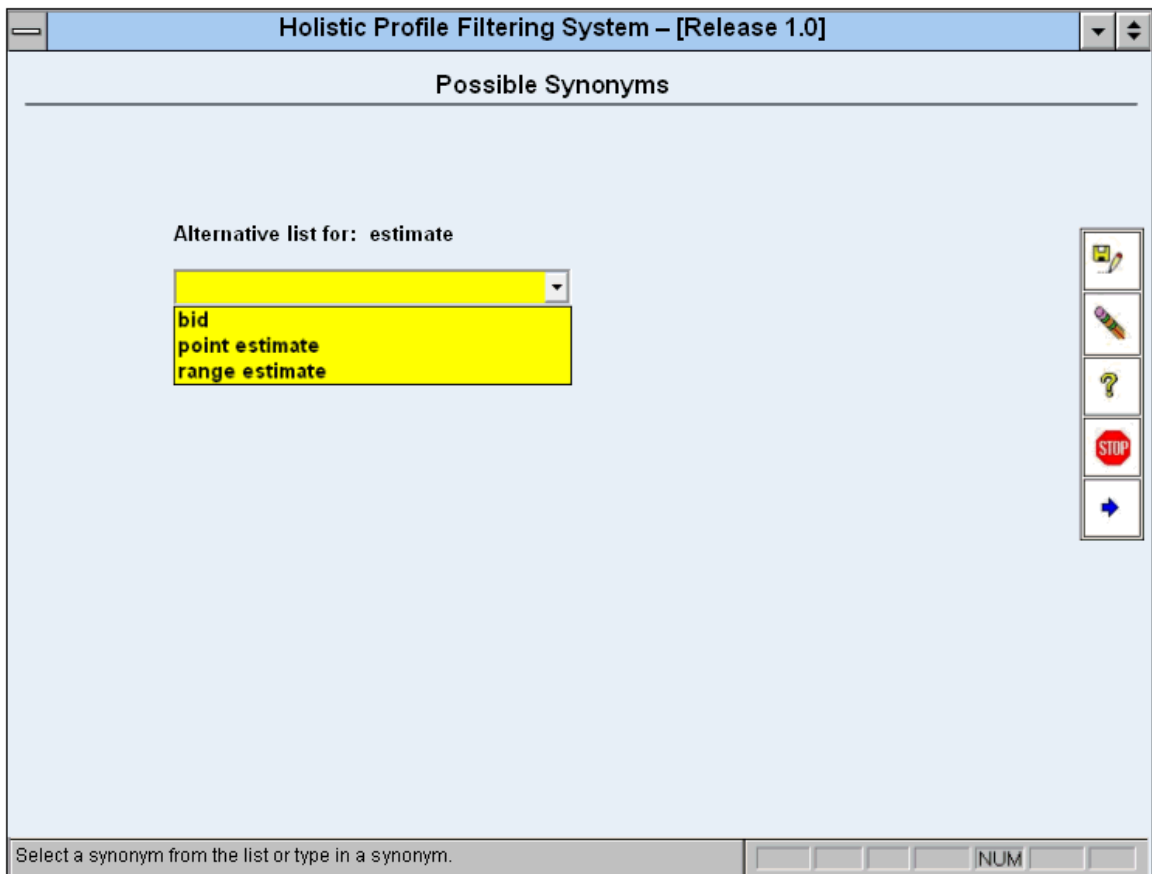 Holistic Profile Filtering System – [Release 1.0]
Possible Synonyms
Alternative list for: estimate
bid
point estimate
range estimate
STOP
Select a synonym from the list or type in a synonym.
NUM